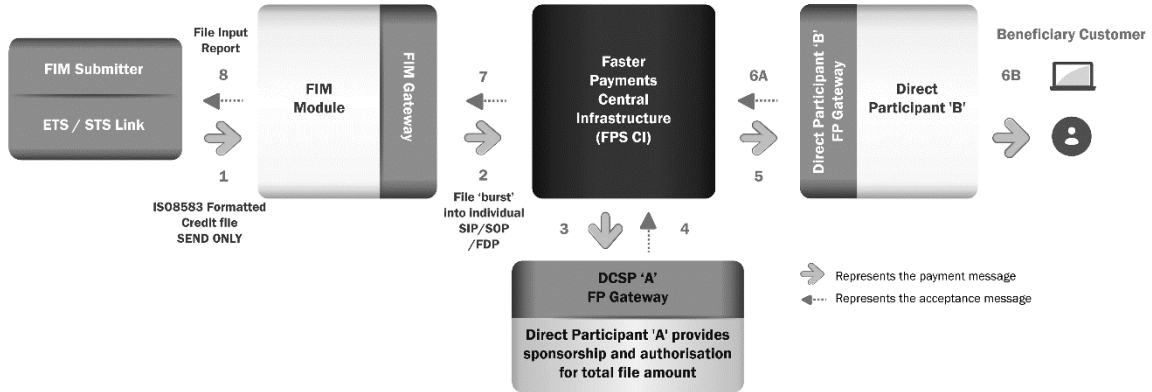 FIM Submitter
ETS / STS Link
File Input
Report
8
1
ISO8583 Formatted
Credit file
SEND ONLY
FIM
Module
FIM Gateway
7
2
File ‘burst’
into individual
SIP/SOP
/FDP
Faster
Payments
Central
Infrastructure
(FPS CI)
3
4
DCSP ‘A’
FP Gateway
Direct Participant 'A' provides
sponsorship and authorisation
for total file amount
6A
5
Direct Participant ‘B’
FP Gateway
Direct
Participant 'B'
Beneficiary Customer
6B
Represents the payment message
Represents the acceptance message